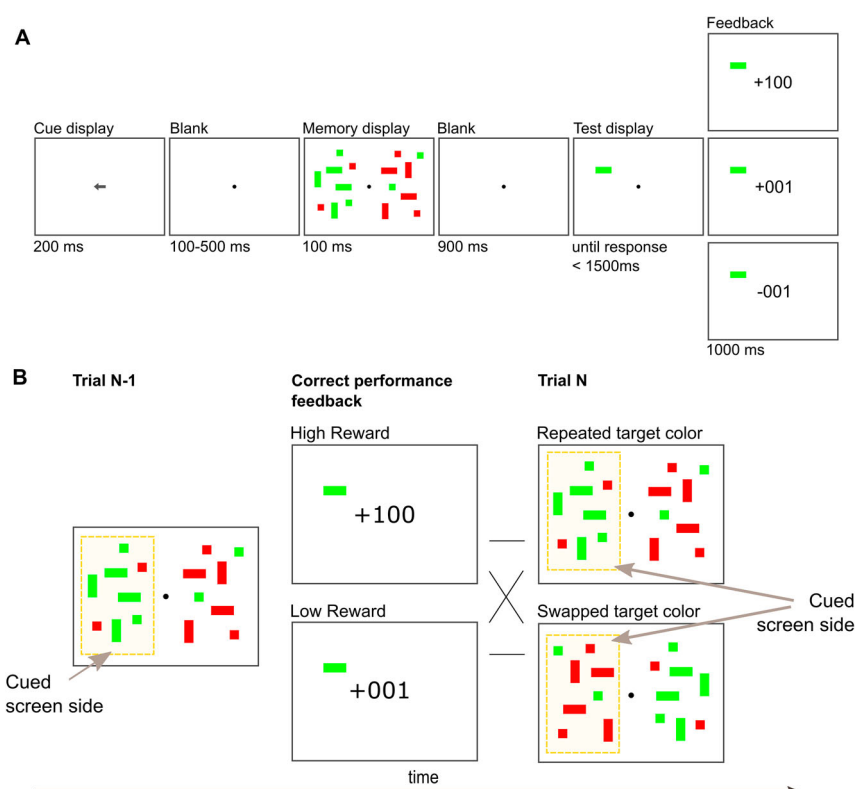 A
Feedback
+100
Cue display
Blank
Memory display
Blank
Test display
+001
200 ms
100-500 ms
100 ms
900 ms
until response
< 1500ms
-001
1000 ms
B
Trial N-1
Correct performance
feedback
Trial N
High Reward
Repeated target color
+100
Low Reward
Swapped target color
Cued
screen side
+001
Cued
screen side
time